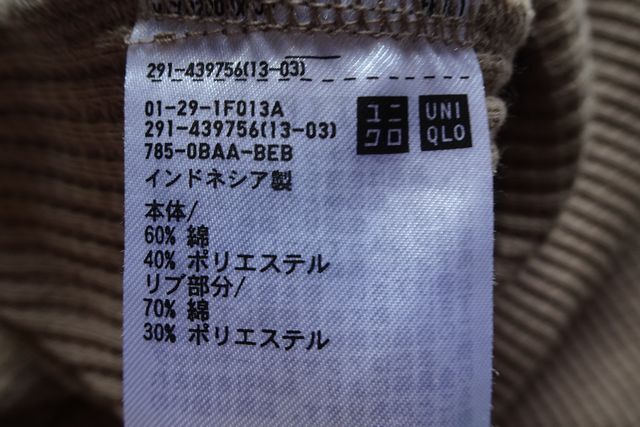 291-439756(13-03)
01-29-1F013A
291-439756(13-03)
785-0BAA-BEB
インドネシア製
ユニ
クロ
UNI
QLO
本体/
60% 綿
40% ポリエステル
リブ部分/
70% 綿
30% ポリエステル